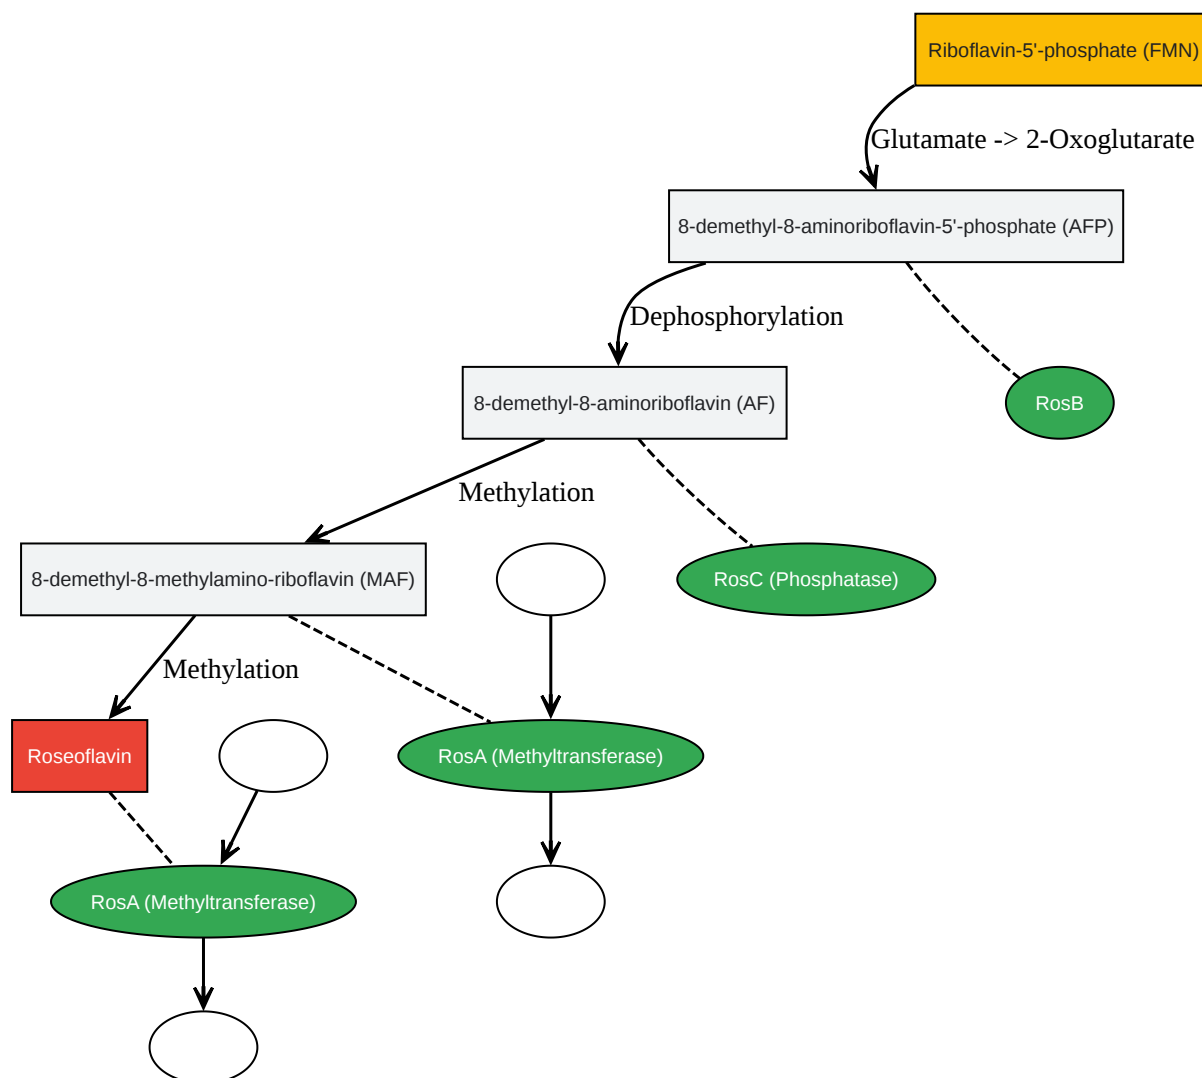 Riboflavin-5'-phosphate (FMN)
Glutamate -> 2-Oxoglutarate
8-demethyl-8-aminoriboflavin-5'-phosphate (AFP)
Dephosphorylation
8-demethyl-8-aminoriboflavin (AF)
RosB
Methylation
8-demethyl-8-methylamino-riboflavin (MAF)
RosC (Phosphatase)
Methylation
Roseoflavin
RosA (Methyltransferase)
RosA (Methyltransferase)